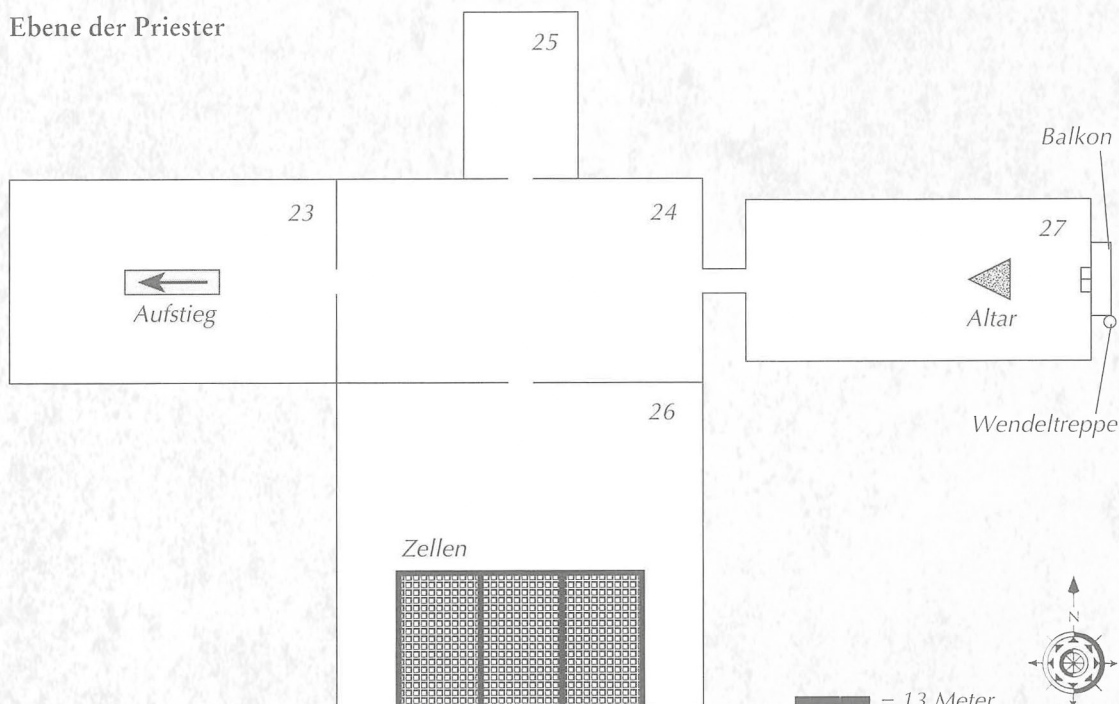 Ebene der Priester
25
Balkon
23
24
27
Aufstieg
Altar
26
Wendeltreppe
Zellen
N
= 13 Meter